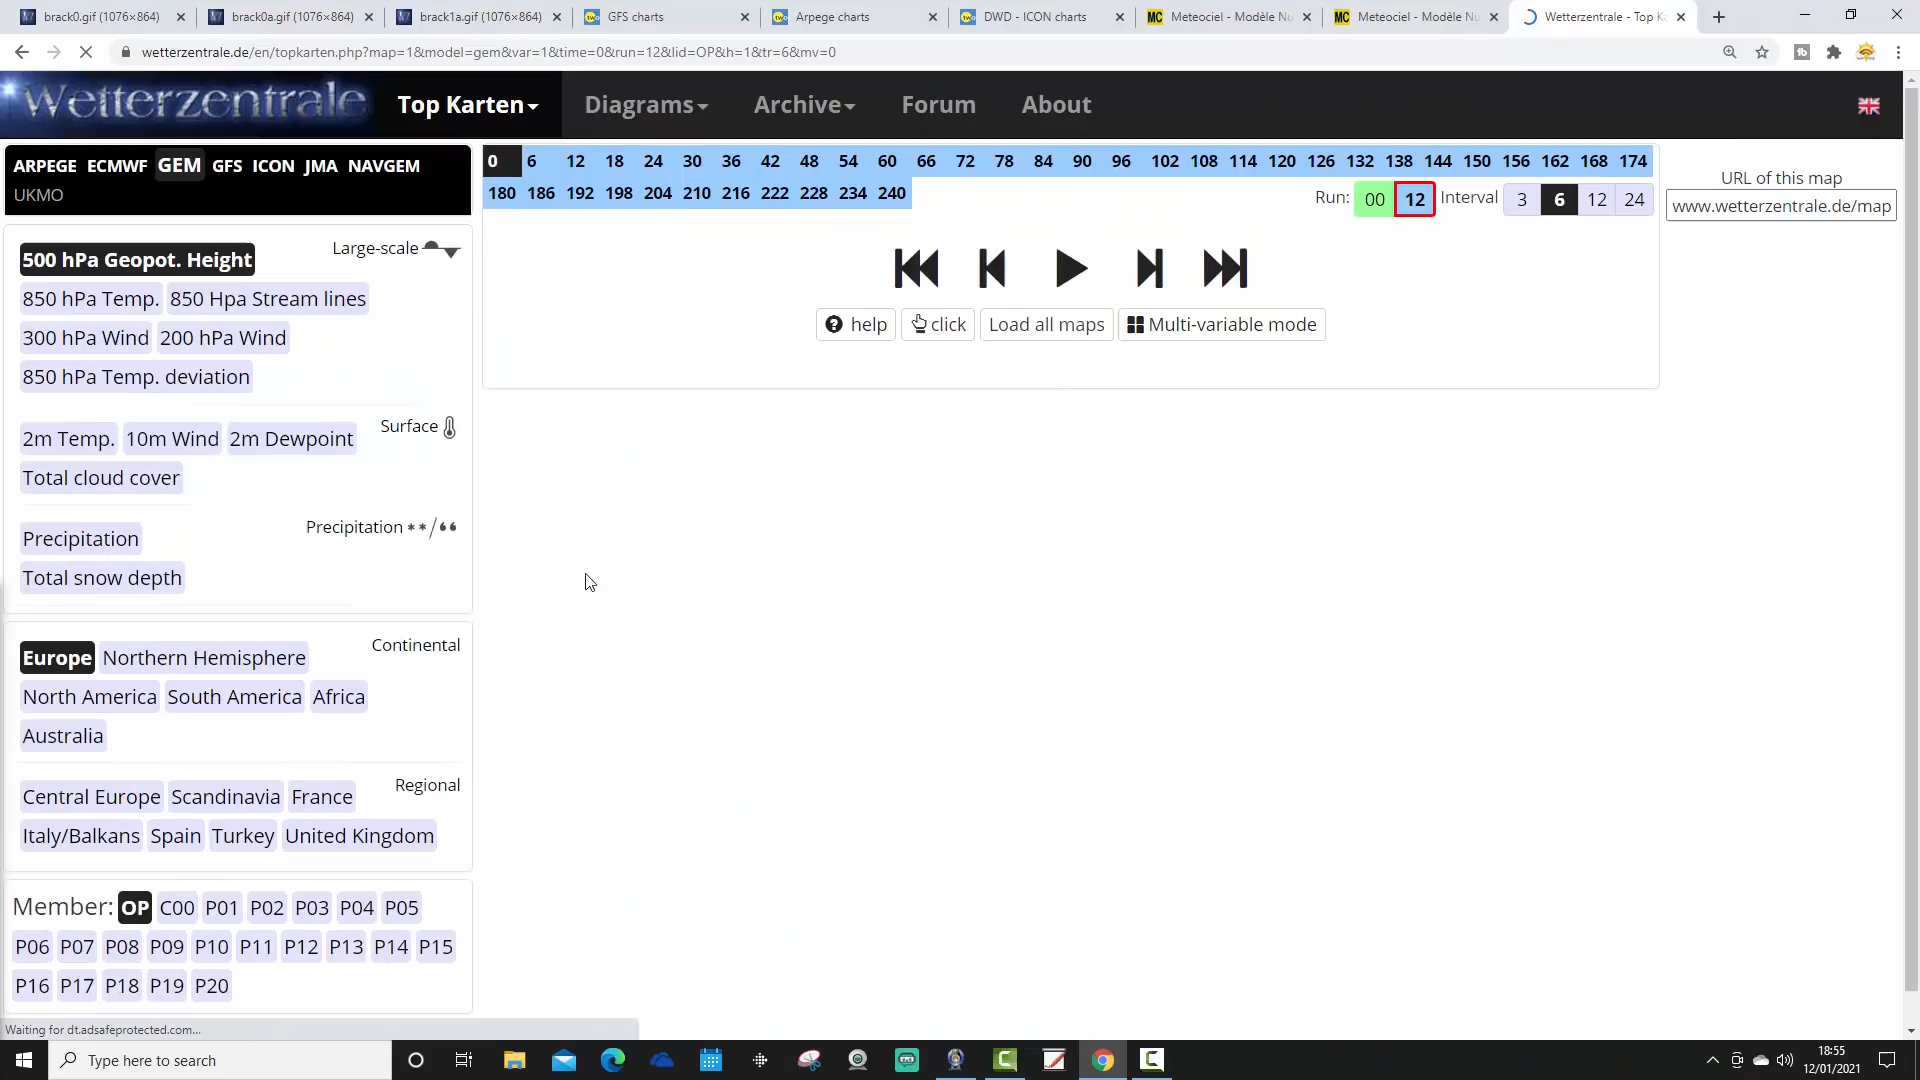 brack0.gif (1076×864)
brack0a.gif (1076×864)
brack1a.gif (1076×864)
GFS charts
Arpege charts
DWD - ICON charts
MC Meteociel - Modèle Nu
MC Meteociel - Modèle Nu
Wetterzentrale - Top K
wetterzentrale.de/en/topkarten.php?map=1&model=gem&var=1&time=0&run=12&lid=OP&h=1&tr=6&mv=0
Wetterzentrale Top Karten Diagrams Archive Forum About
ARPEGE ECMWF GEM GFS ICON JMA NAVGEM
UKMO
0 6 12 18 24 30 36 42 48 54 60 66 72 78 84 90 96 102 108 114 120 126 132 138 144 150 156 162 168 174
180 186 192 198 204 210 216 222 228 234 240
Run: 00 12 Interval 3 6 12 24
URL of this map
www.wetterzentrale.de/map
help click Load all maps Multi-variable mode
Large-scale
500 hPa Geopot. Height
850 hPa Temp. 850 Hpa Stream lines
300 hPa Wind 200 hPa Wind
850 hPa Temp. deviation
Surface
2m Temp. 10m Wind 2m Dewpoint
Total cloud cover
Precipitation **/
Precipitation
Total snow depth
Continental
Europe Northern Hemisphere
North America South America Africa
Australia
Regional
Central Europe Scandinavia France
Italy/Balkans Spain Turkey United Kingdom
Member: OP C00 P01 P02 P03 P04 P05
P06 P07 P08 P09 P10 P11 P12 P13 P14 P15
P16 P17 P18 P19 P20
Waiting for dt.adsafeprotected.com...
Type here to search
18:55
12/01/2021